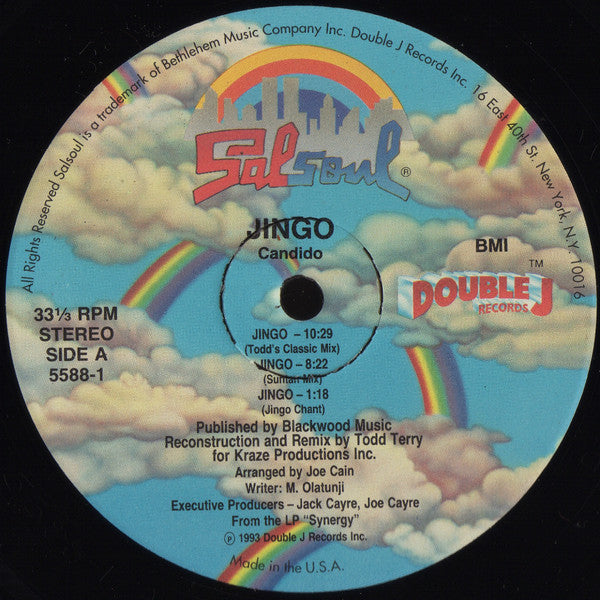 All Rights Reserved Salsoul is a trademark of Bethlehem Music Company Inc. Double J Records Inc. 16 East 40th St. New York, N.Y. 10016
Salsoul®
JINGO
Candido
BMI
DOUBLE J™
RECORDS
33⅓ RPM
STEREO
SIDE A
5588-1
JINGO – 10:29
(Todd's Classic Mix)
JINGO – 8:22
(Suntan Mix)
JINGO – 1:18
(Jingo Chant)
Published by Blackwood Music
Reconstruction and Remix by Todd Terry
for Kraze Productions Inc.
Arranged by Joe Cain
Writer: M. Olatunji
Executive Producers – Jack Cayre, Joe Cayre
From the LP "Synergy"
℗ 1993 Double J Records Inc.
Made in the U.S.A.